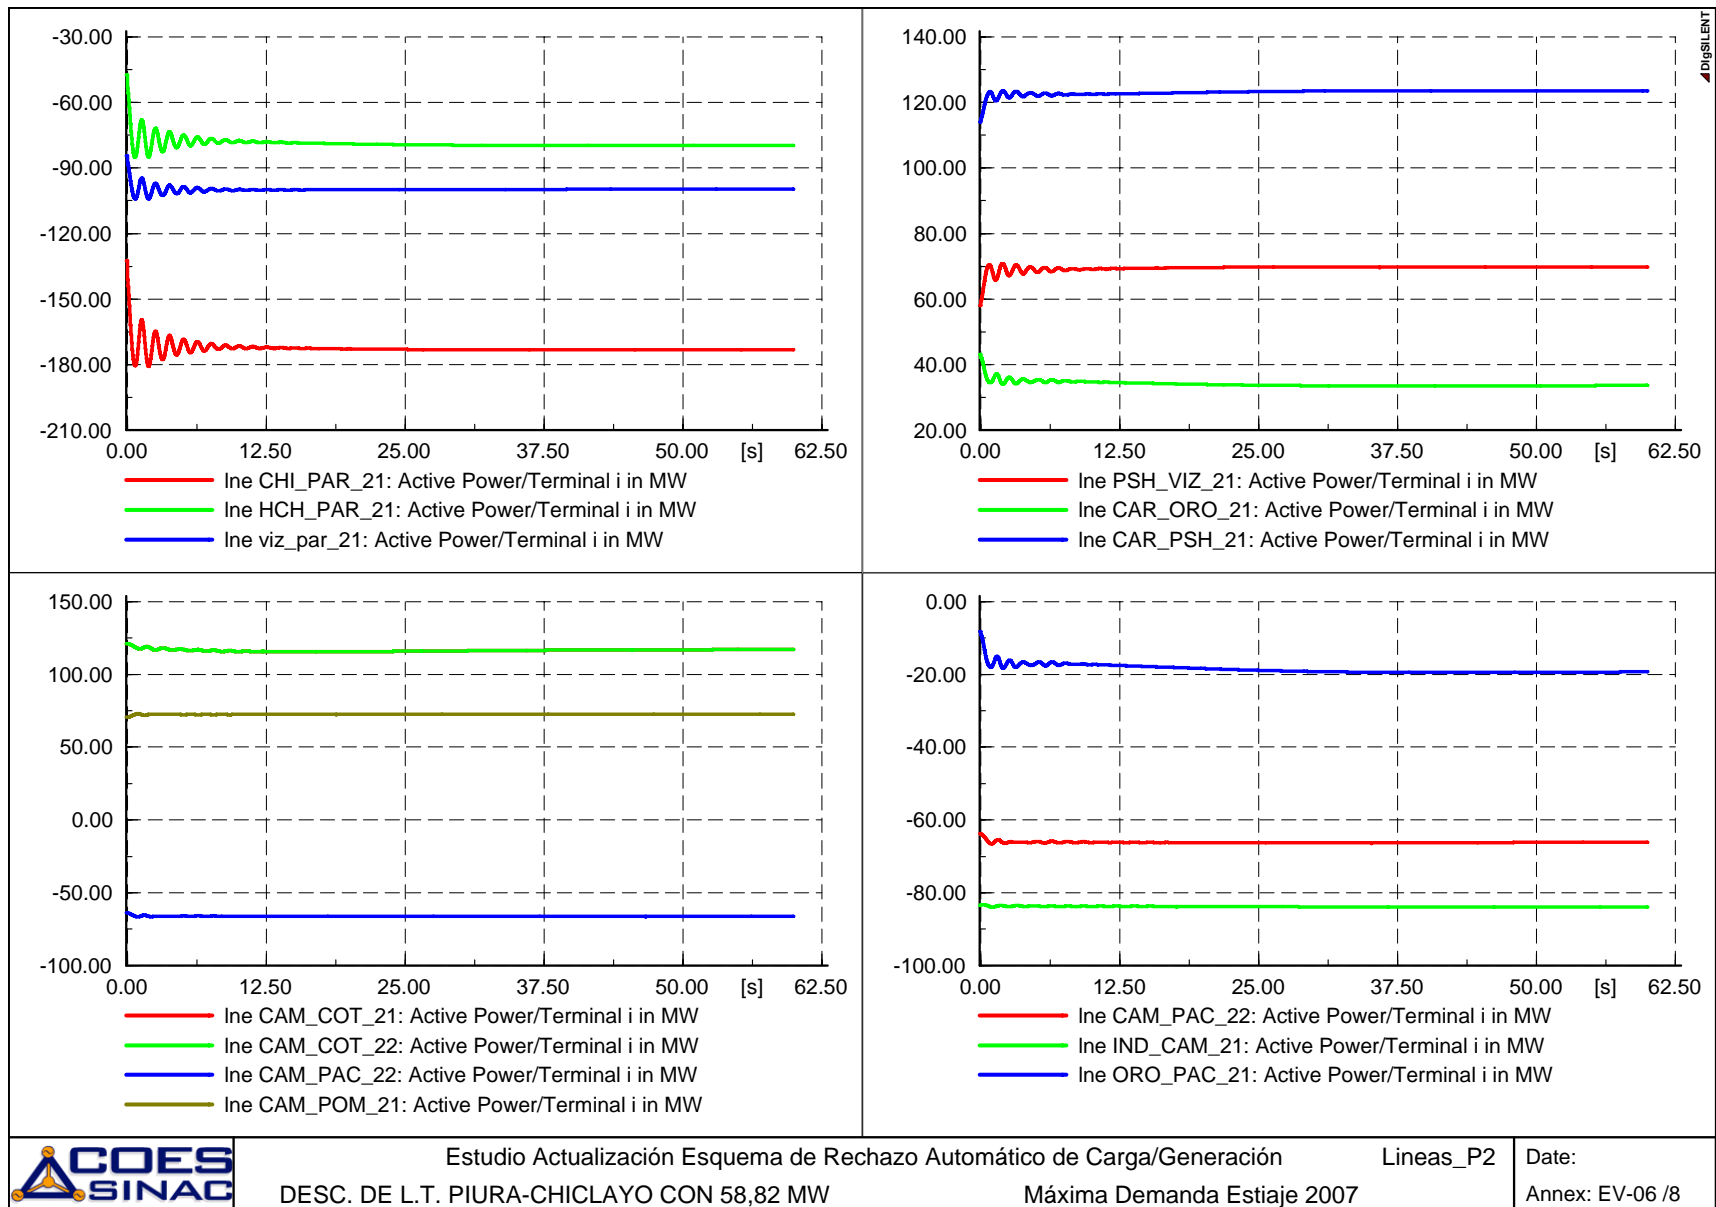 DIgSILENT
-30.00
-60.00
-90.00
-120.00
-150.00
-180.00
-210.00
0.00 12.50 25.00 37.50 50.00 [s] 62.50
lne CHI_PAR_21: Active Power/Terminal i in MW
lne HCH_PAR_21: Active Power/Terminal i in MW
lne viz_par_21: Active Power/Terminal i in MW
140.00
120.00
100.00
80.00
60.00
40.00
20.00
0.00 12.50 25.00 37.50 50.00 [s] 62.50
lne PSH_VIZ_21: Active Power/Terminal i in MW
lne CAR_ORO_21: Active Power/Terminal i in MW
lne CAR_PSH_21: Active Power/Terminal i in MW
150.00
100.00
50.00
0.00
-50.00
-100.00
0.00 12.50 25.00 37.50 50.00 [s] 62.50
lne CAM_COT_21: Active Power/Terminal i in MW
lne CAM_COT_22: Active Power/Terminal i in MW
lne CAM_PAC_22: Active Power/Terminal i in MW
lne CAM_POM_21: Active Power/Terminal i in MW
0.00
-20.00
-40.00
-60.00
-80.00
-100.00
0.00 12.50 25.00 37.50 50.00 [s] 62.50
lne CAM_PAC_22: Active Power/Terminal i in MW
lne IND_CAM_21: Active Power/Terminal i in MW
lne ORO_PAC_21: Active Power/Terminal i in MW
COES
SINAC
Estudio Actualización Esquema de Rechazo Automático de Carga/Generación Lineas_P2
DESC. DE L.T. PIURA-CHICLAYO CON 58,82 MW Máxima Demanda Estiaje 2007
Date:
Annex: EV-06 /8